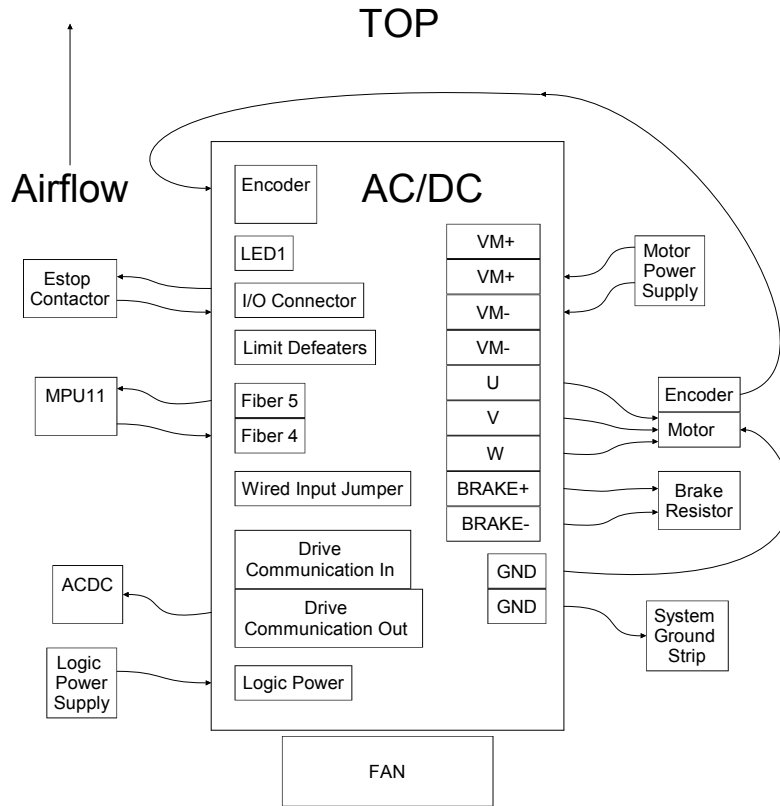 TOP
Airflow
AC/DC
Encoder
LED1
I/O Connector
Limit Defeaters
Fiber 5
Fiber 4
Wired Input Jumper
Drive
Communication In
Drive
Communication Out
Logic Power
VM+
VM+
VM-
VM-
U
V
W
BRAKE+
BRAKE-
GND
GND
Estop
Contactor
MPU11
ACDC
Logic
Power
Supply
Motor
Power
Supply
Encoder
Motor
Brake
Resistor
System
Ground
Strip
FAN